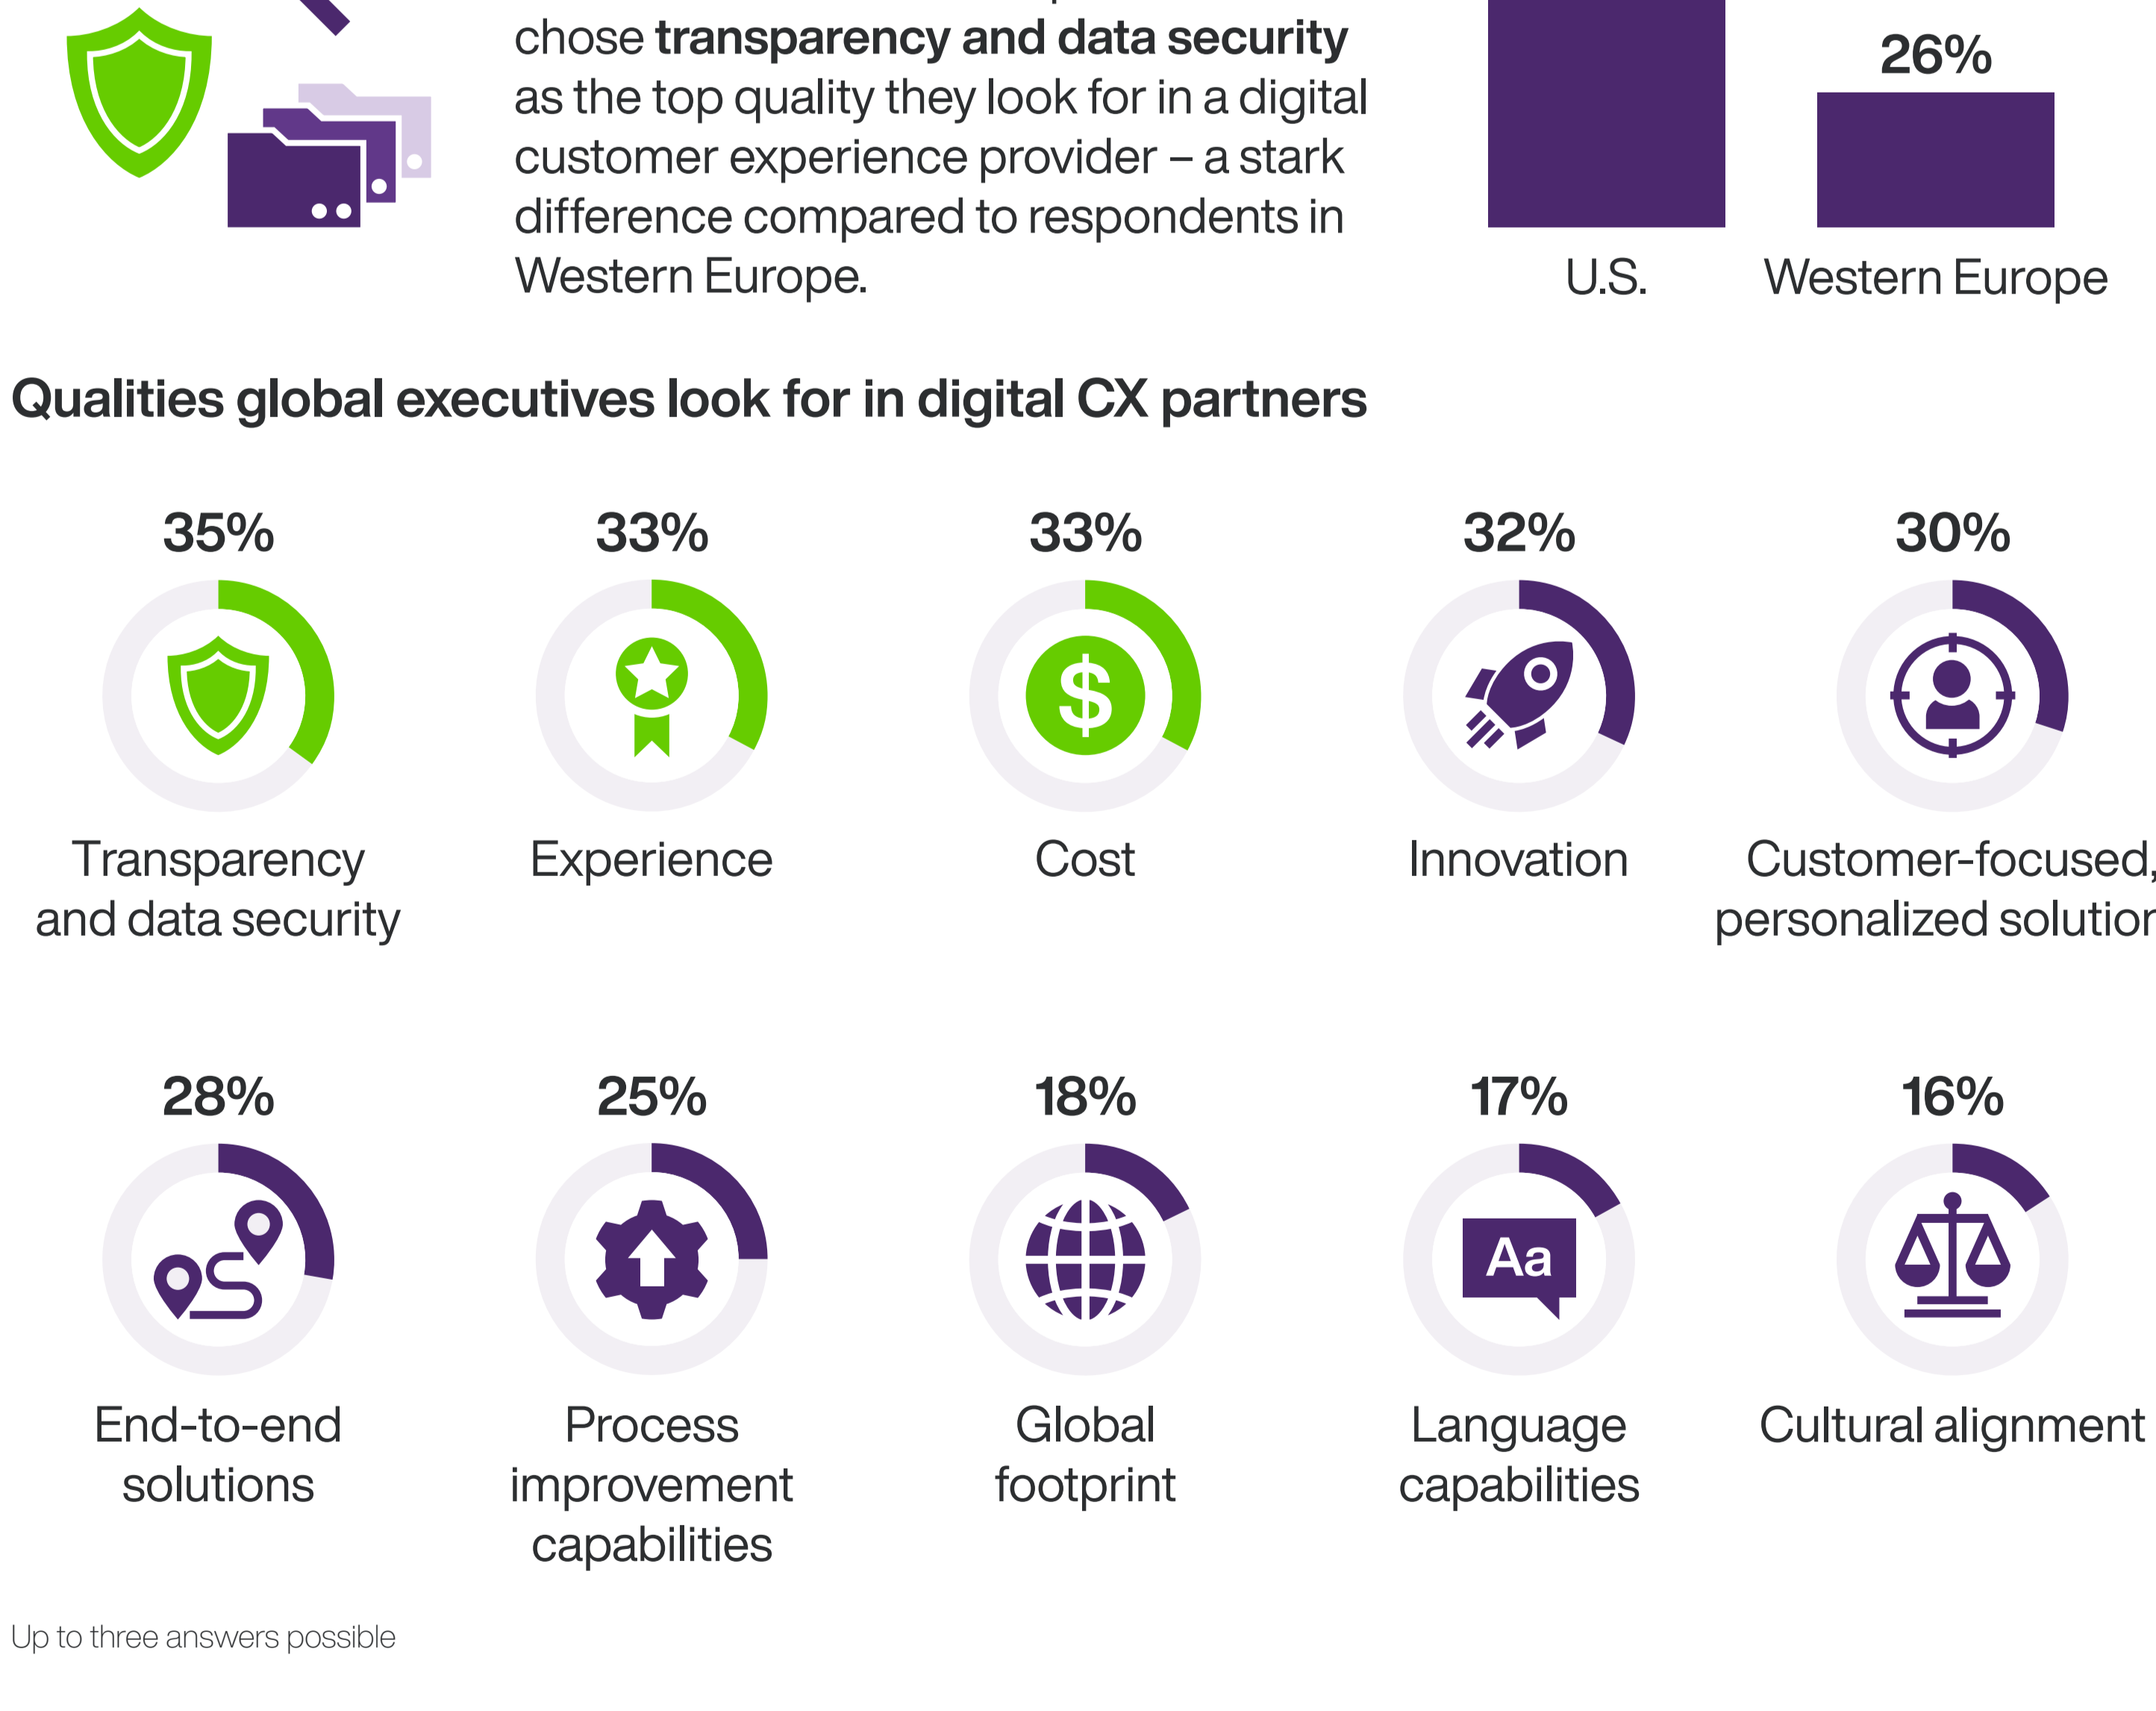 chose transparency and data security
as the top quality they look for in a digital
customer experience provider – a stark
difference compared to respondents in
Western Europe.
26%
U.S.
Western Europe
Qualities global executives look for in digital CX partners
35%
33%
33%
32%
30%
Transparency
and data security
Experience
Cost
Innovation
Customer-focused,
personalized solution
28%
25%
18%
17%
16%
Aa
End-to-end
solutions
Process
improvement
capabilities
Global
footprint
Language
capabilities
Cultural alignment
Up to three answers possible